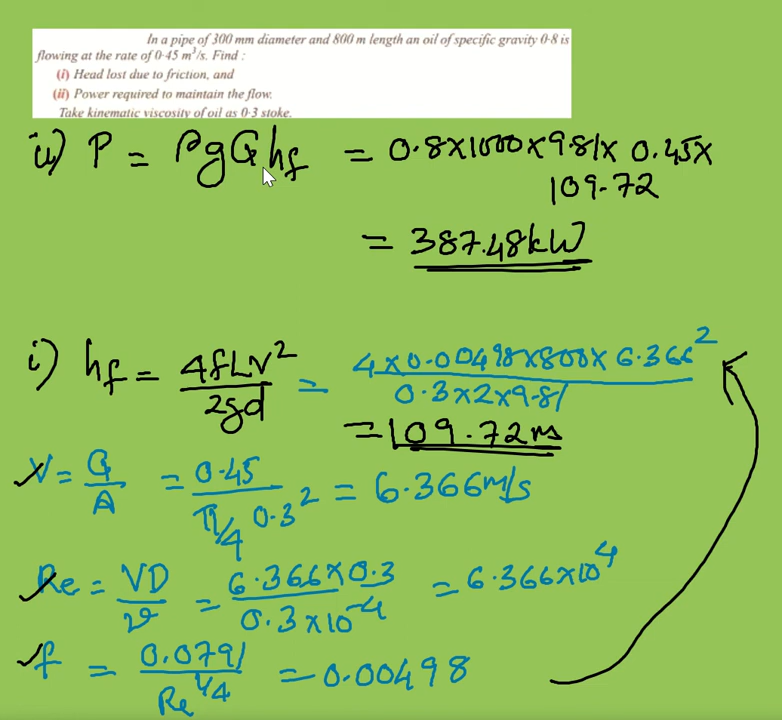 In a pipe of 300 mm diameter and 800 m length an oil of specific gravity 0·8 is
flowing at the rate of 0·45 m³/s. Find :
(i) Head lost due to friction, and
(ii) Power required to maintain the flow.
Take kinematic viscosity of oil as 0·3 stoke.
ii) P = ρgQhf = 0.8×1000×9.81× 0.45×
109.72
= 387.48kW
i) hf = 4fLV²/2gd = 4×0.00498×800×6.366²/0.3×2×9.81
= 109.72m
V = Q/A = 0.45/π/4 0.3² = 6.366m/s
Re = VD/ν = 6.366×0.3/0.3×10⁻⁴ = 6.366×10⁴
f = 0.0791/Re^1/4 = 0.00498